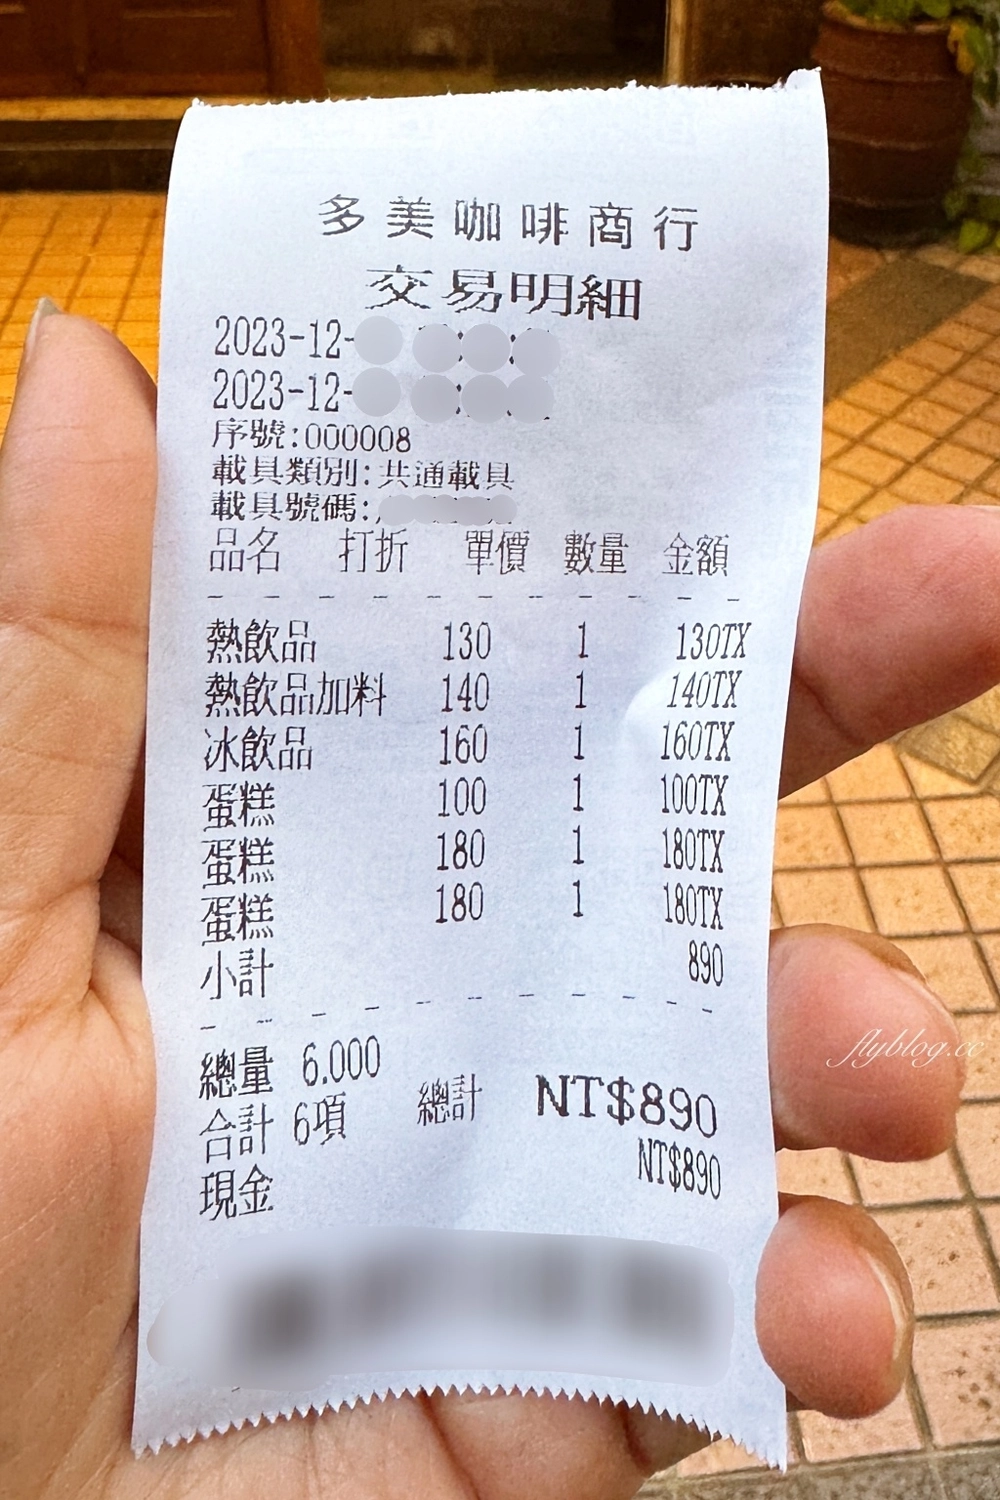 多美咖啡商行
交易明細
2023-12-
2023-12-
序號:000008
載具類別:共通載具
載具號碼:
品名 打折 單價 數量 金額
熱飲品 130 1 130TX
熱飲品加料 140 1 140TX
冰飲品 160 1 160TX
蛋糕 100 1 100TX
蛋糕 180 1 180TX
蛋糕 180 1 180TX
小計 890
總量 6.000
合計 6項 總計 NT$890
現金 NT$890
flyblog.cc